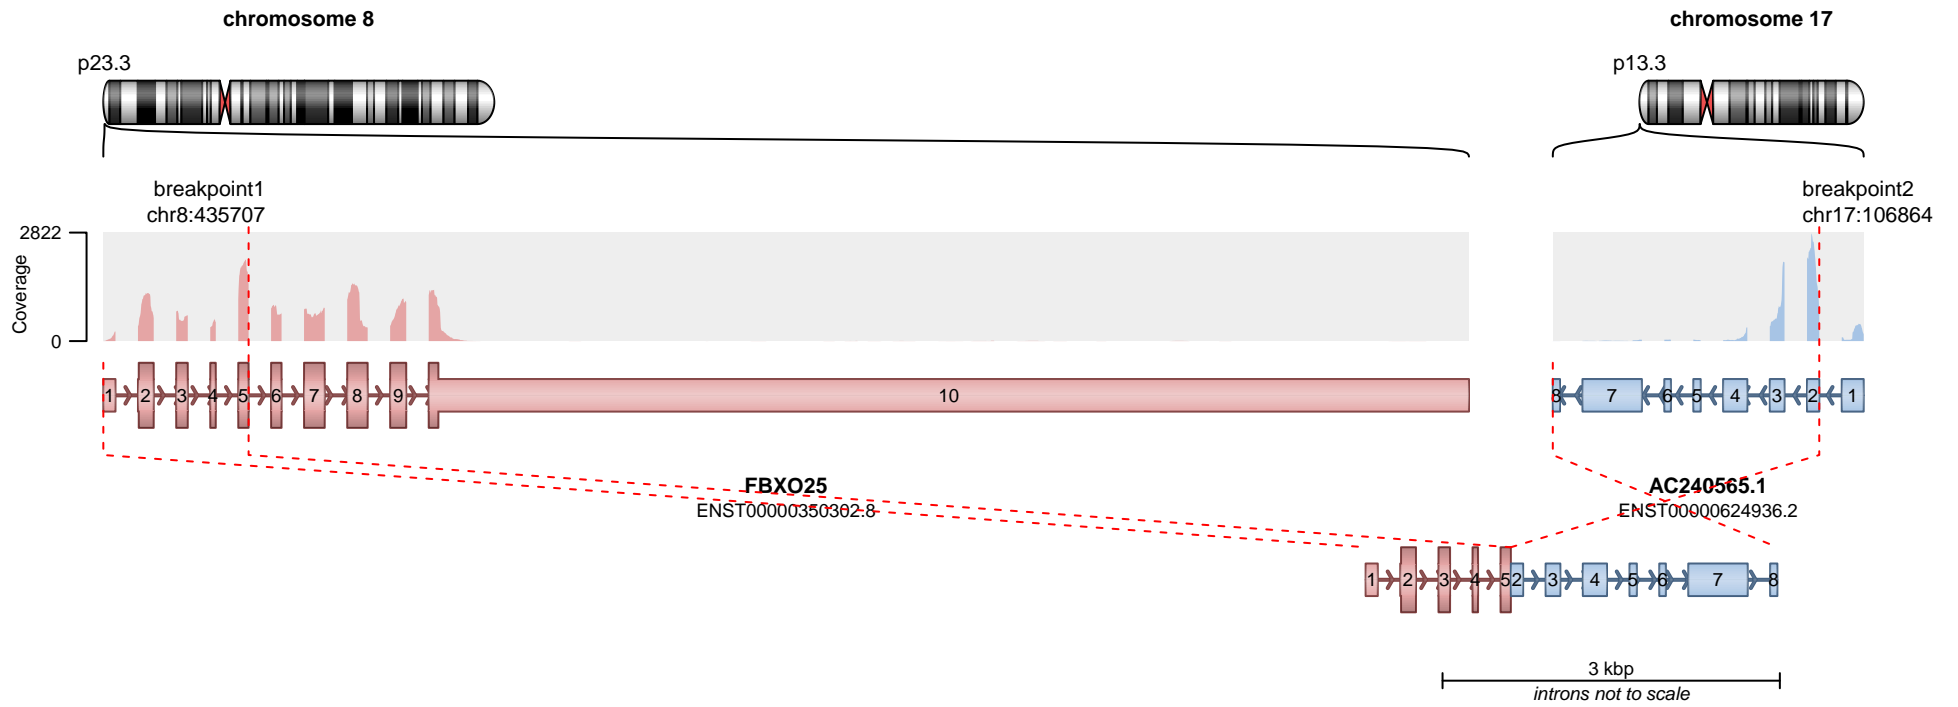 chromosome 8
chromosome 17
p23.3
p13.3
breakpoint1
chr8:435707
breakpoint2
chr17:106864
2822
Coverage
0
1 2 3 4 5 6 7 8 9 10
8 7 6 5 4 3 2 1
FBXO25
ENST00000350302.8
AC240565.1
ENST00000624936.2
1 2 3 4 5 2 3 4 5 6 7 8
3 kbp
introns not to scale